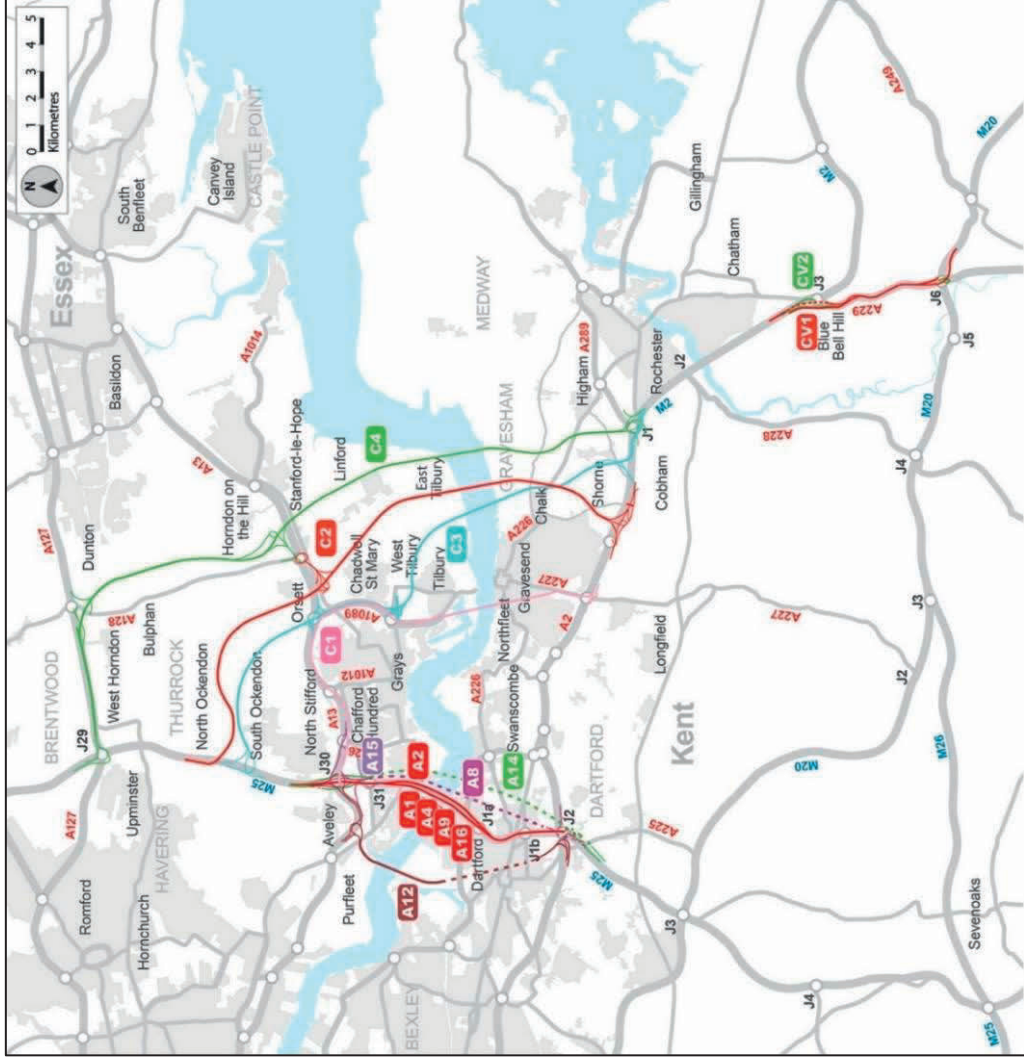 N
0 1 2 3 4 5
Kilometres
Essex
South
Benfleet
Canvey
Island
CASTLE POINT
Basildon
A127
Dunton
A13
A1014
Horndon on
the Hill
Stanford-le-Hope
Linford
C4
BRENTWOOD
J29
West Horndon
A128
Bulphan
THURROCK
North Ockendon
South Ockendon
Orsett
C2
Chadwell
St Mary
East
Tilbury
West
Tilbury
Tilbury
C3
A1089
C1
A1012
Grays
North Stifford
A13
Chafford
Hundred
A127
Upminster
HAVERING
Romford
Hornchurch
M25
J30
Aveley
J31
26
A15
A2
A1
A4
A9
A16
A8
A14
J1a
J1b
J2
Purfleet
A12
Dartford
BEXLEY
DARTFORD
Swanscombe
A226
Northfleet
Gravesend
A227
A226
Chalk
A2
GRAVESHAM
Shorne
Cobham
Higham
A289
MEDWAY
J1
M2
Rochester
J2
Gillingham
Chatham
M2
A249
M20
CV2
J3
CV1
Blue
Bell Hill
A229
J6
J5
M20
A228
J4
Longfield
A227
J3
J2
M26
M20
Kent
A225
M25
J3
J4
Sevenoaks
M25